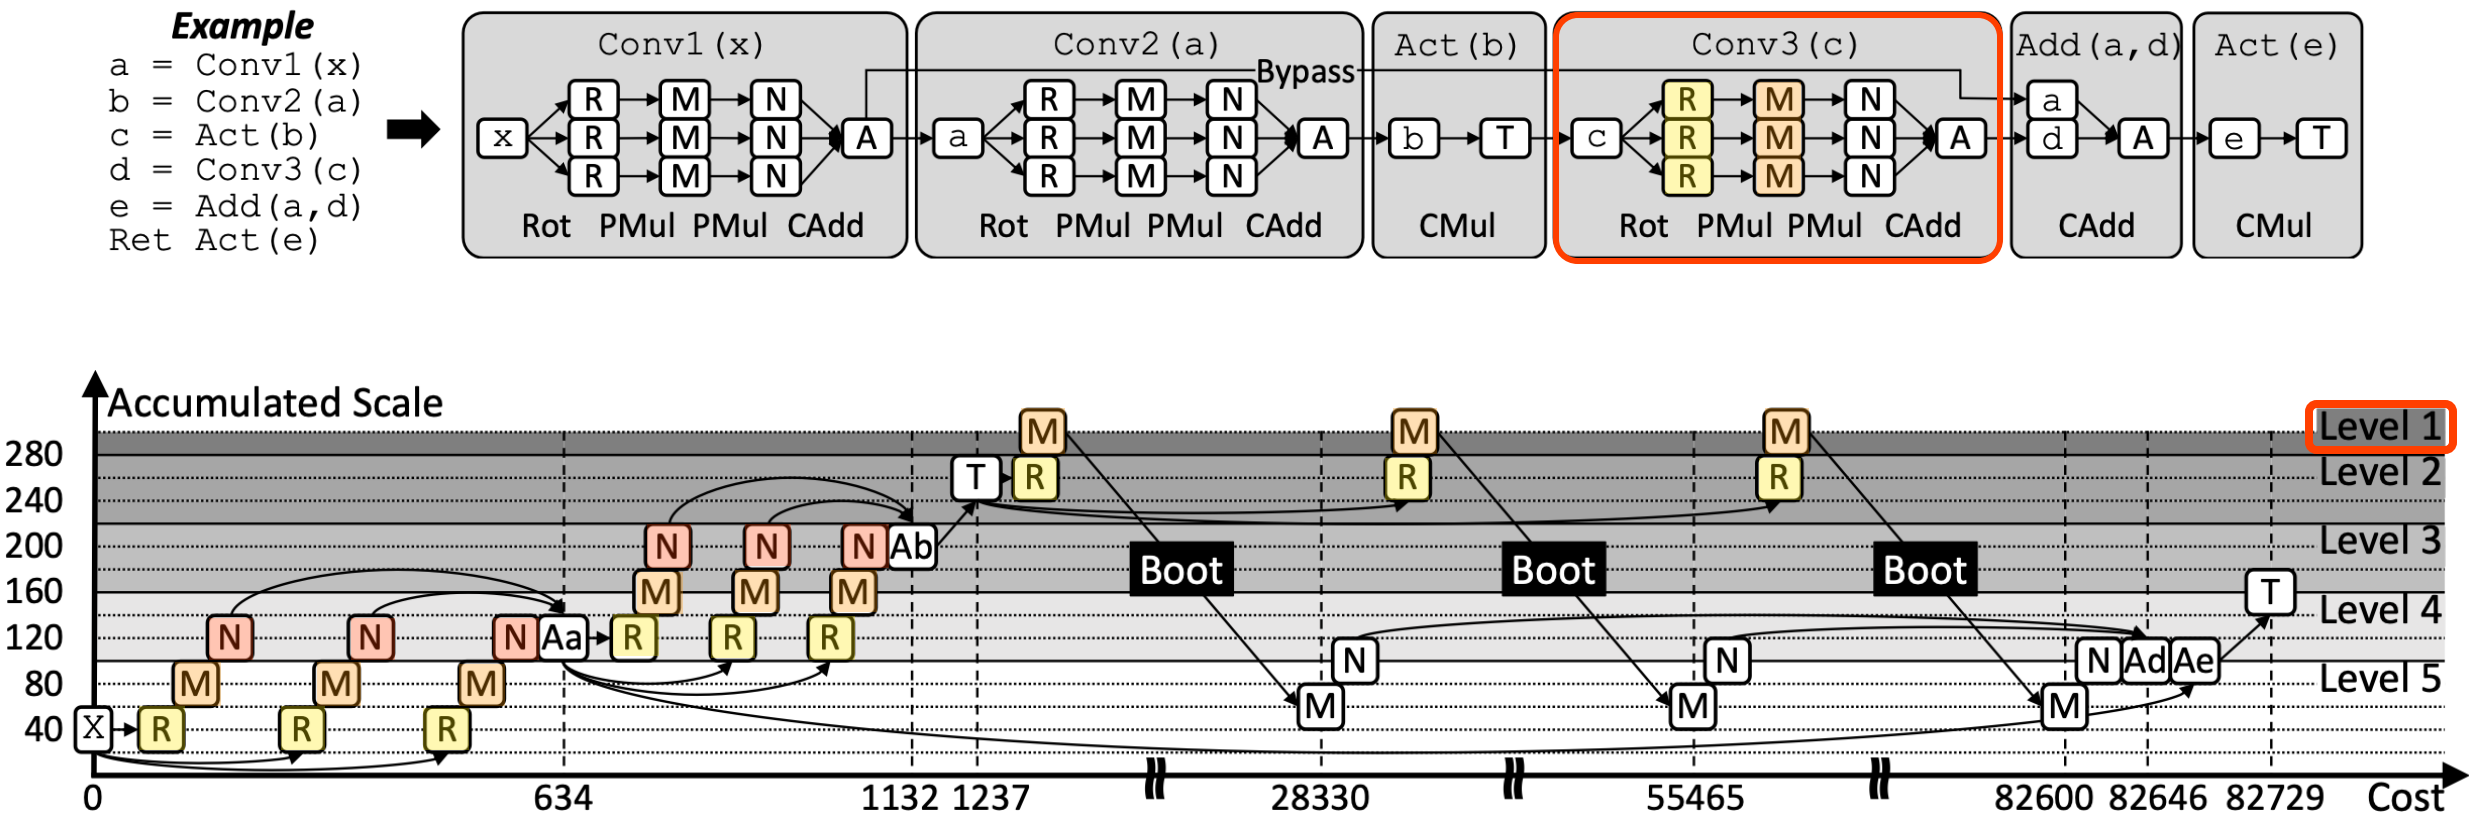 Example
a = Conv1(x)
b = Conv2(a)
c = Act(b)
d = Conv3(c)
e = Add(a,d)
Ret Act(e)
Conv1(x)
x
R M N
R M N
R M N
A
Rot PMul PMul CAdd
Conv2(a)
Bypass
a
R M N
R M N
R M N
A
Rot PMul PMul CAdd
Act(b)
b T
CMul
Conv3(c)
c
R M N
R M N
R M N
A
Rot PMul PMul CAdd
Add(a,d)
a
d A
CAdd
Act(e)
e T
CMul
Accumulated Scale
M M M Level 1
280
T R R R Level 2
240
200 N N N Ab Level 3
Boot Boot Boot
160 M M M T
Level 4
120 N N N Aa R R R
N N N Ad Ae
80 M M M Level 5
M M M
40 X R R R
0 634 1132 1237 28330 55465 82600 82646 82729 Cost